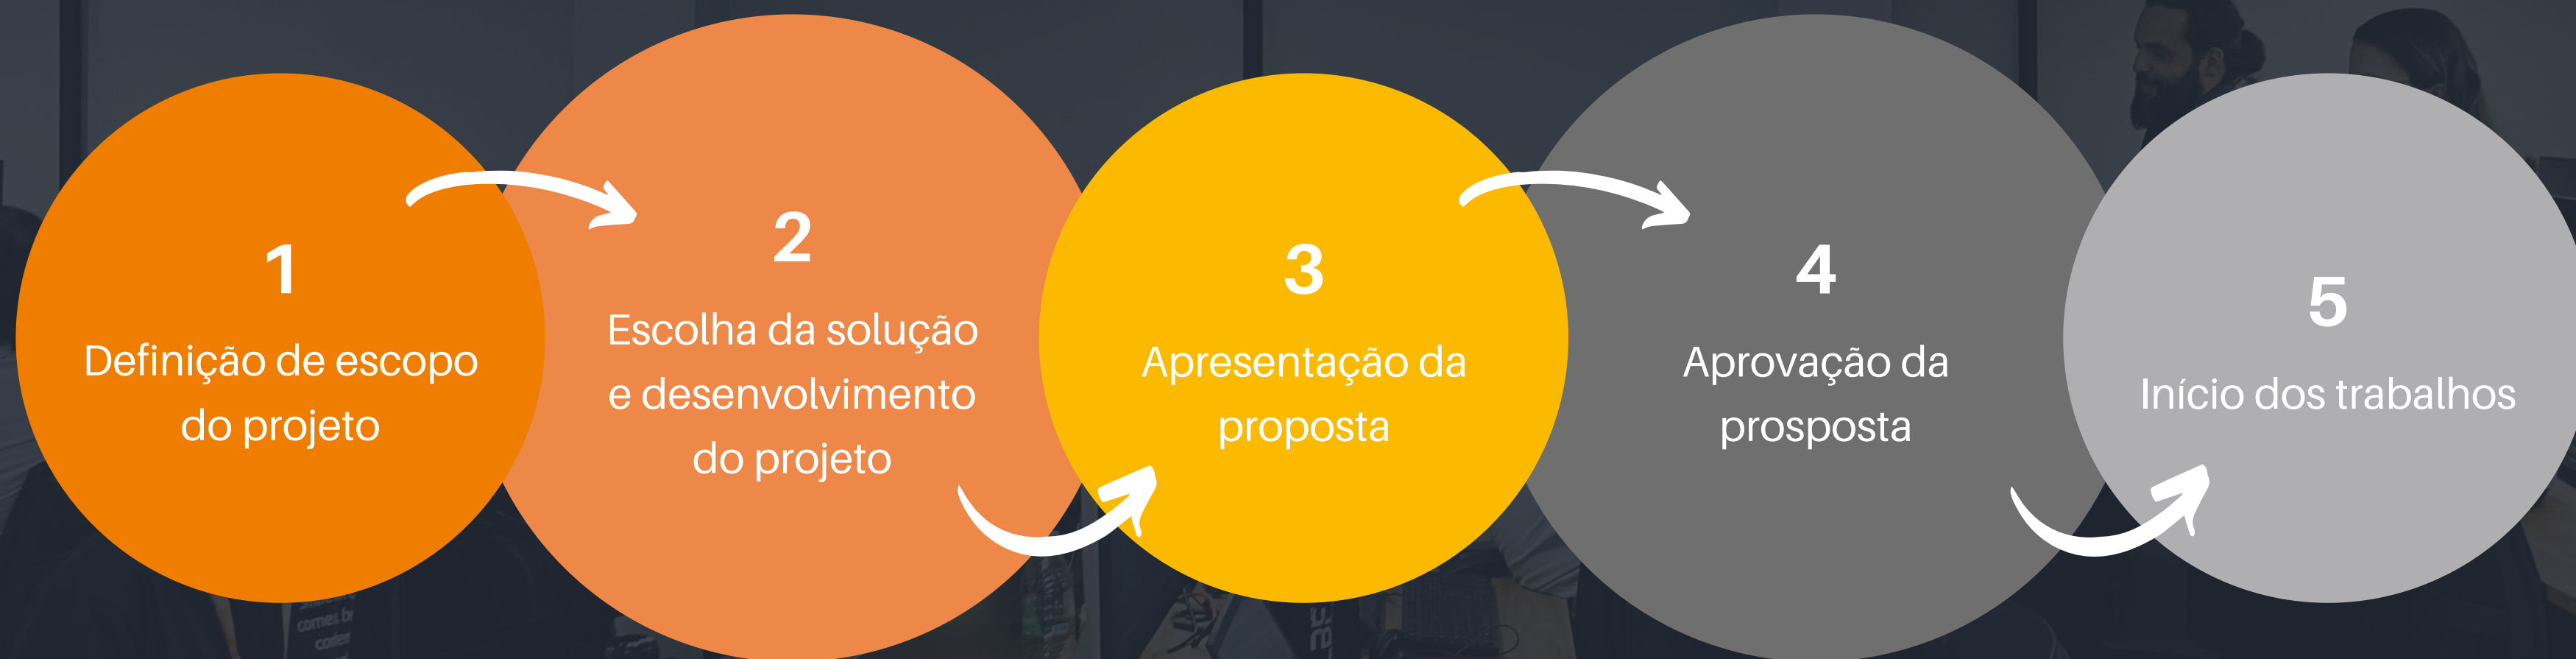 1
Definição de escopo
do projeto
2
Escolha da solução
e desenvolvimento
do projeto
3
Apresentação da
proposta
4
Aprovação da
prosposta
5
Início dos trabalhos